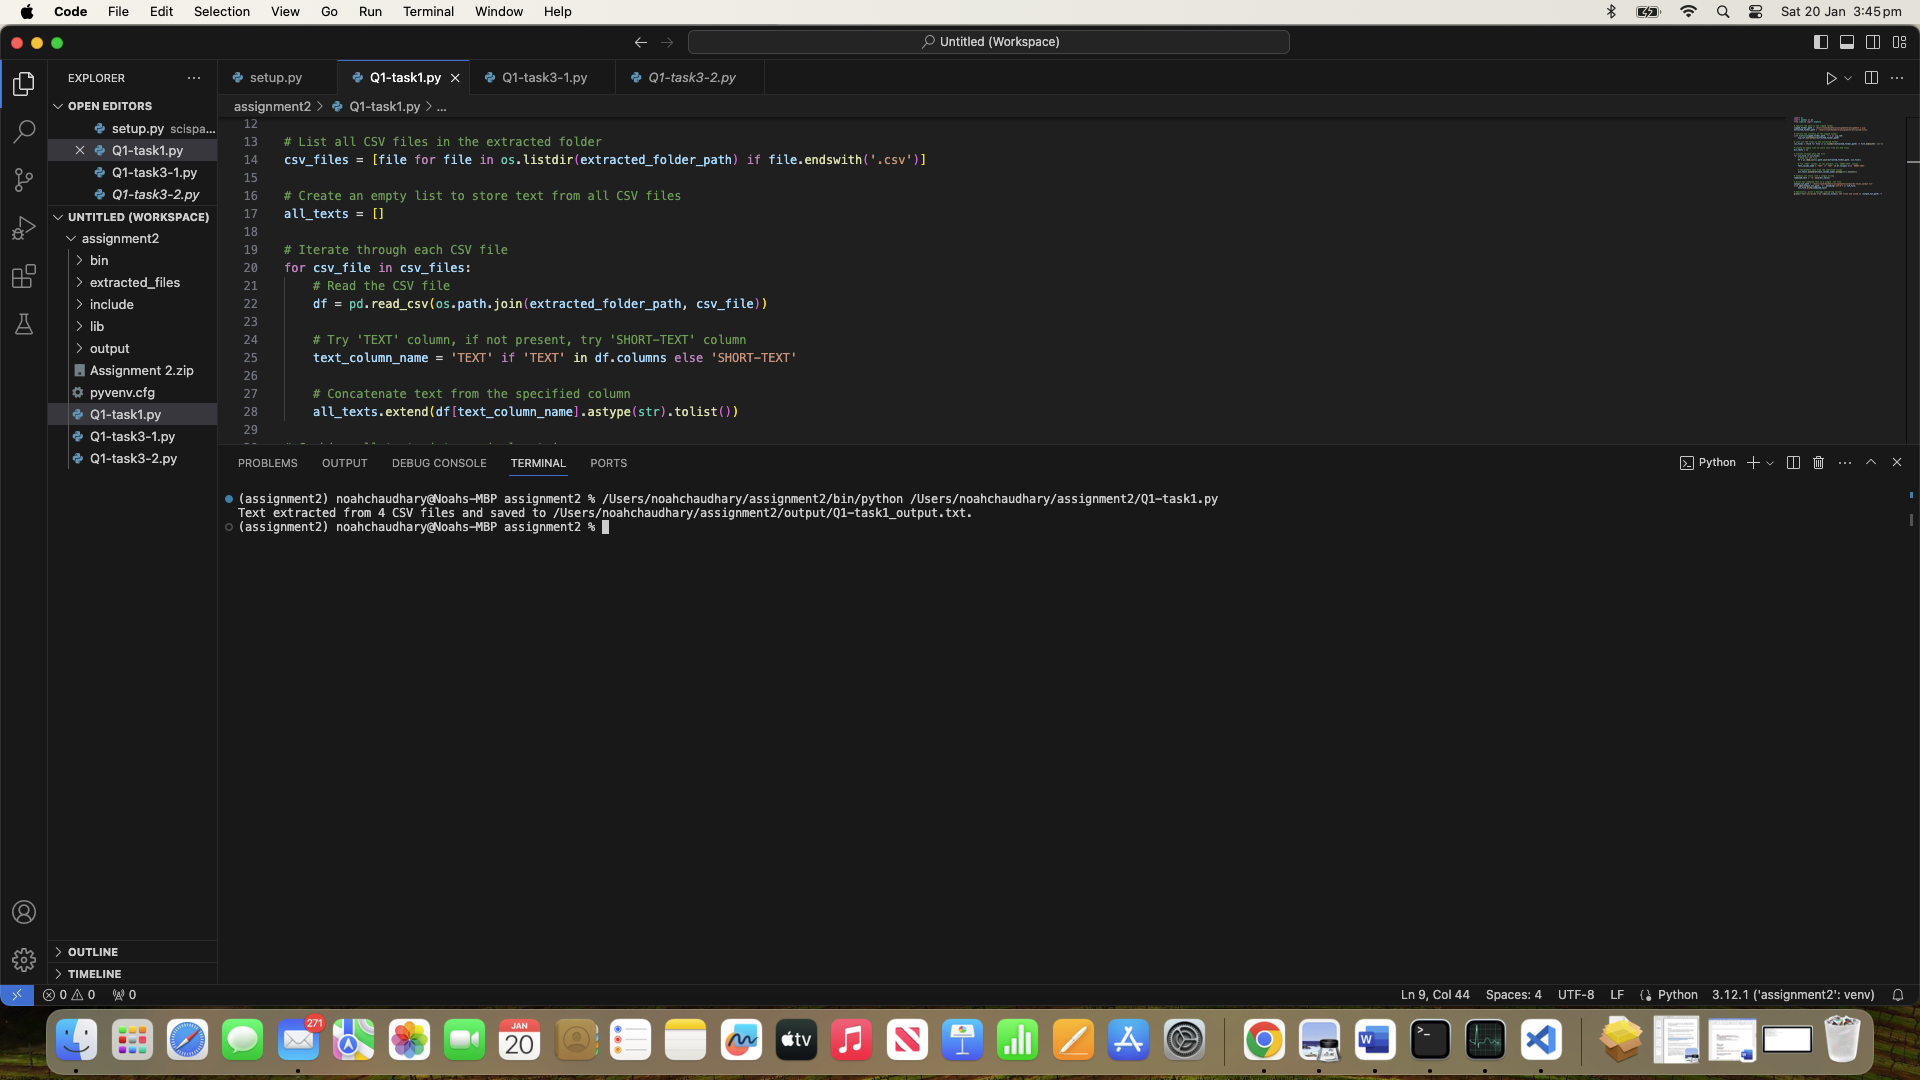 Code File Edit Selection View Go Run Terminal Window Help Sat 20 Jan 3:45 pm
Untitled (Workspace)
EXPLORER
setup.py Q1-task1.py Q1-task3-1.py Q1-task3-2.py
assignment2 > Q1-task1.py > ...
OPEN EDITORS
setup.py scispa...
Q1-task1.py
Q1-task3-1.py
Q1-task3-2.py
UNTITLED (WORKSPACE)
assignment2
bin
extracted_files
include
lib
output
Assignment 2.zip
pyvenv.cfg
Q1-task1.py
Q1-task3-1.py
Q1-task3-2.py
OUTLINE
TIMELINE
12
13 # List all CSV files in the extracted folder
14 csv_files = [file for file in os.listdir(extracted_folder_path) if file.endswith('.csv')]
15
16 # Create an empty list to store text from all CSV files
17 all_texts = []
18
19 # Iterate through each CSV file
20 for csv_file in csv_files:
21 # Read the CSV file
22 df = pd.read_csv(os.path.join(extracted_folder_path, csv_file))
23
24 # Try 'TEXT' column, if not present, try 'SHORT-TEXT' column
25 text_column_name = 'TEXT' if 'TEXT' in df.columns else 'SHORT-TEXT'
26
27 # Concatenate text from the specified column
28 all_texts.extend(df[text_column_name].astype(str).tolist())
29
PROBLEMS OUTPUT DEBUG CONSOLE TERMINAL PORTS Python
(assignment2) noahchaudhary@Noahs-MBP assignment2 % /Users/noahchaudhary/assignment2/bin/python /Users/noahchaudhary/assignment2/Q1-task1.py
Text extracted from 4 CSV files and saved to /Users/noahchaudhary/assignment2/output/Q1-task1_output.txt.
(assignment2) noahchaudhary@Noahs-MBP assignment2 %
0 0 0 Ln 9, Col 44 Spaces: 4 UTF-8 LF Python 3.12.1 ('assignment2': venv)
271
JAN
20
tv
W